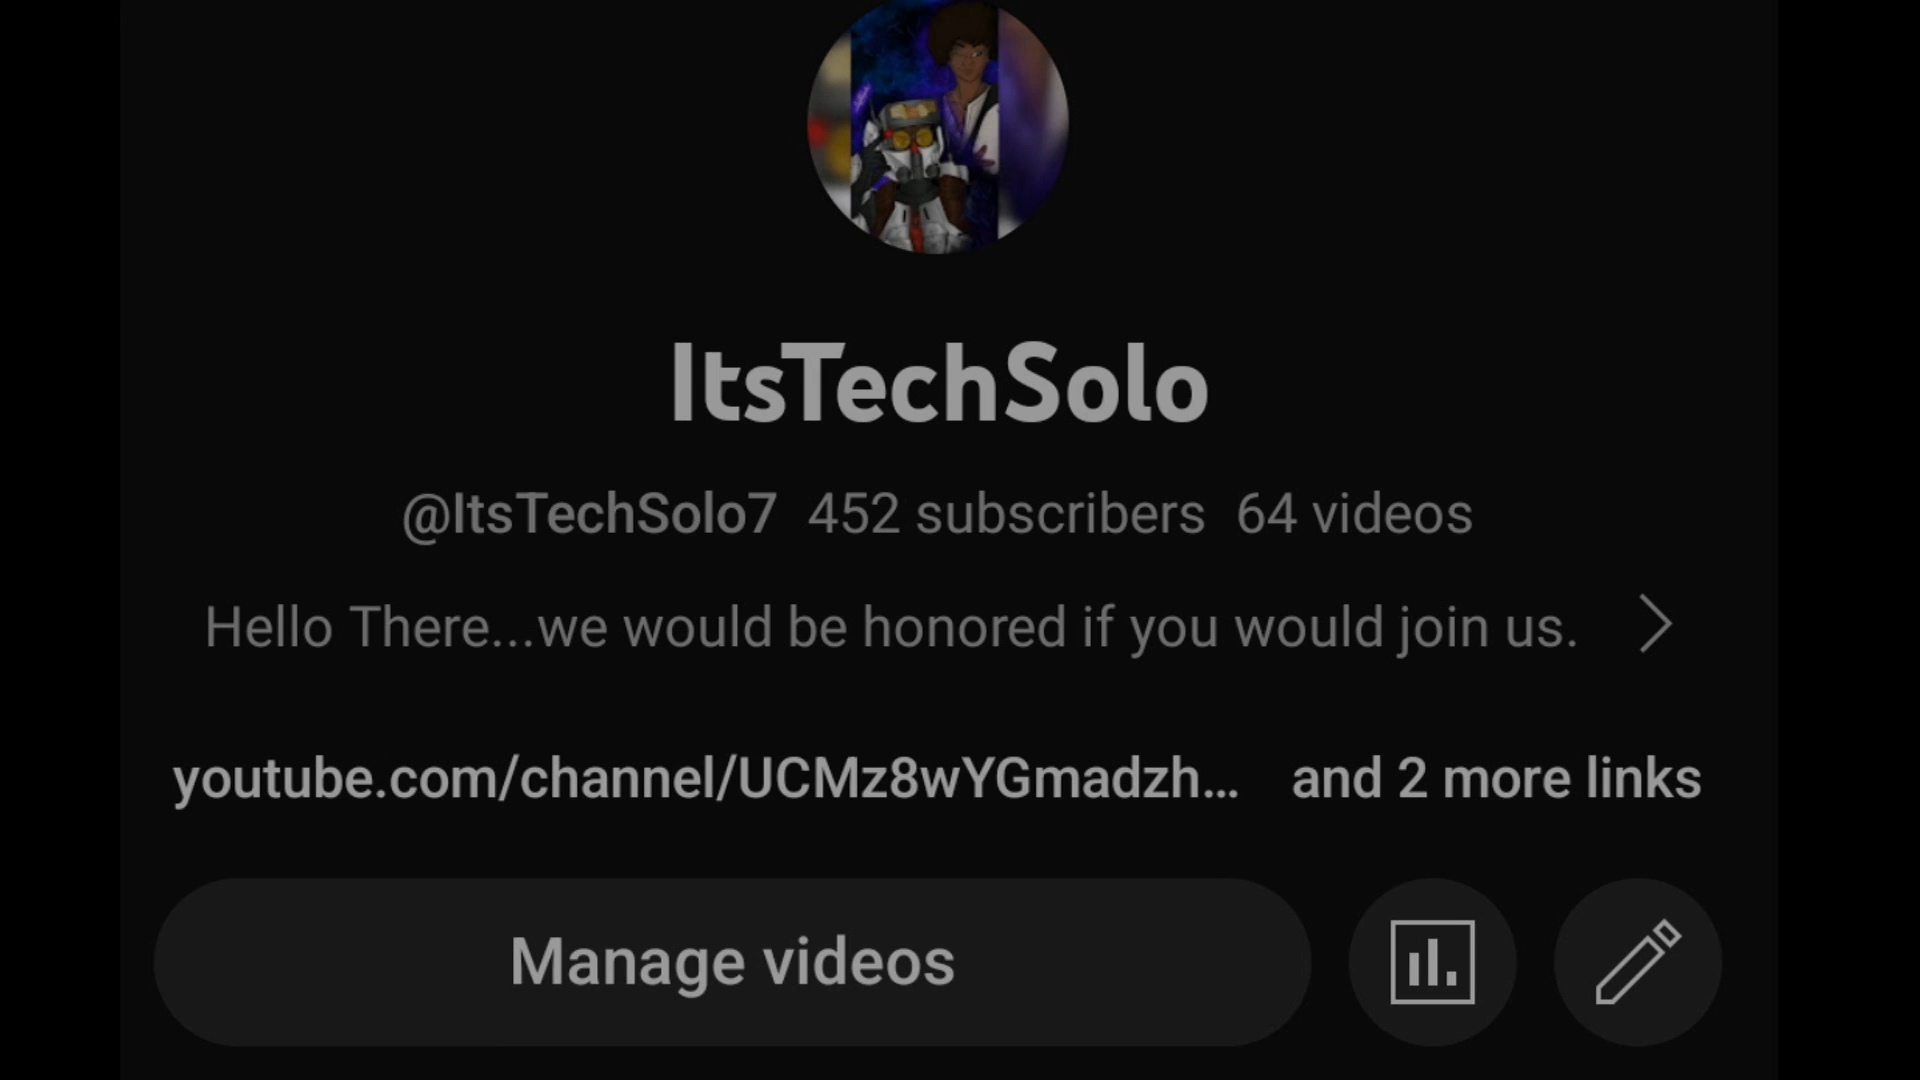 ItsTechSolo
@ItsTechSolo7 452 subscribers 64 videos
Hello There...we would be honored if you would join us.
youtube.com/channel/UCMz8wYGmadzh... and 2 more links
Manage videos